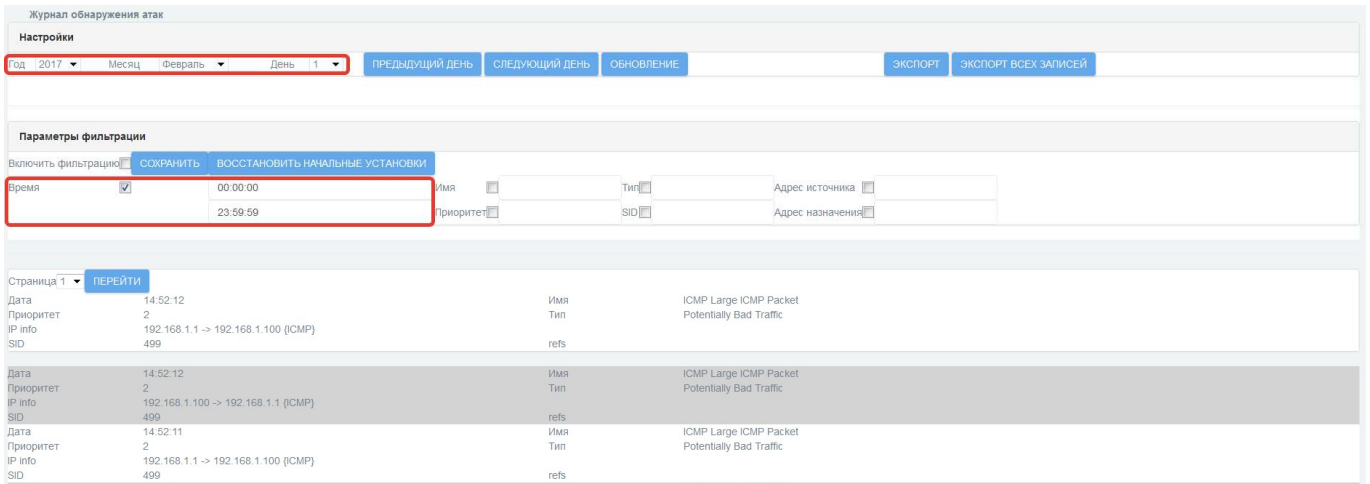 Журнал обнаружения атак
Настройки
Год 2017 Месяц Февраль День 1 ПРЕДЫДУЩИЙ ДЕНЬ СЛЕДУЮЩИЙ ДЕНЬ ОБНОВЛЕНИЕ ЭКСПОРТ ЭКСПОРТ ВСЕХ ЗАПИСЕЙ
Параметры фильтрации
Включить фильтрацию СОХРАНИТЬ ВОССТАНОВИТЬ НАЧАЛЬНЫЕ УСТАНОВКИ
Время 00:00:00 Имя Тип Адрес источника
23:59:59 Приоритет SID Адрес назначения
Страница 1 ПЕРЕЙТИ
Дата 14:52:12 Имя ICMP Large ICMP Packet
Приоритет 2 Тип Potentially Bad Traffic
IP info 192.168.1.1 -> 192.168.1.100 {ICMP}
SID 499 refs
Дата 14:52:12 Имя ICMP Large ICMP Packet
Приоритет 2 Тип Potentially Bad Traffic
IP info 192.168.1.100 -> 192.168.1.1 {ICMP}
SID 499 refs
Дата 14:52:11 Имя ICMP Large ICMP Packet
Приоритет 2 Тип Potentially Bad Traffic
IP info 192.168.1.1 -> 192.168.1.100 {ICMP}
SID 499 refs